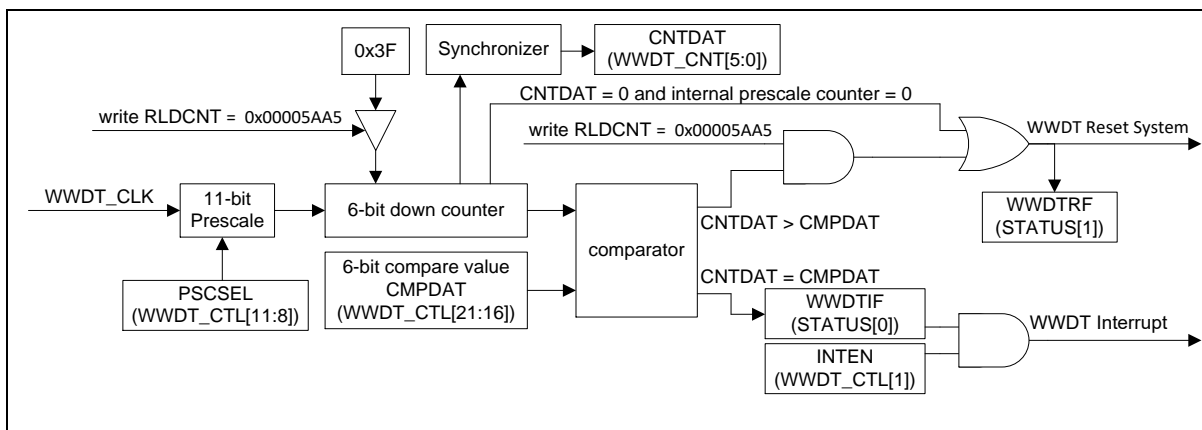 0x3F
Synchronizer
CNTDAT
(WWDT_CNT[5:0])
CNTDAT = 0 and internal prescale counter = 0
write RLDCNT = 0x00005AA5
write RLDCNT = 0x00005AA5
WWDT Reset System
WWDT_CLK
11-bit
Prescale
6-bit down counter
comparator
CNTDAT > CMPDAT
WWDTRF
(STATUS[1])
PSCSEL
(WWDT_CTL[11:8])
6-bit compare value
CMPDAT
(WWDT_CTL[21:16])
CNTDAT = CMPDAT
WWDTIF
(STATUS[0])
INTEN
(WWDT_CTL[1])
WWDT Interrupt